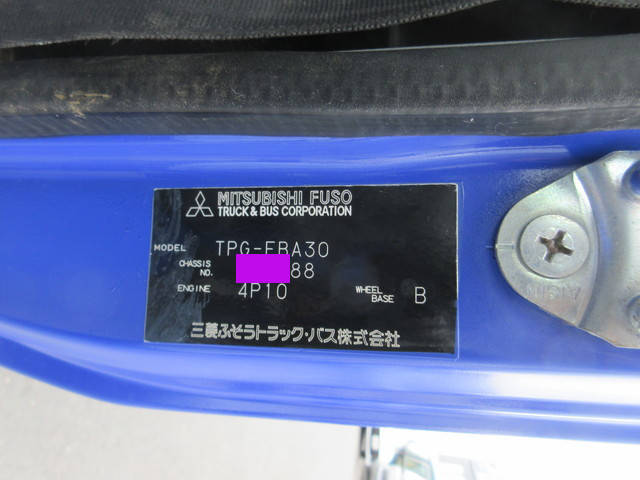 MITSUBISHI FUSO
TRUCK & BUS CORPORATION
MODEL TPG-FBA30
CHASSIS NO. 88
ENGINE 4P10 WHEEL BASE B
三菱ふそうトラック・バス株式会社